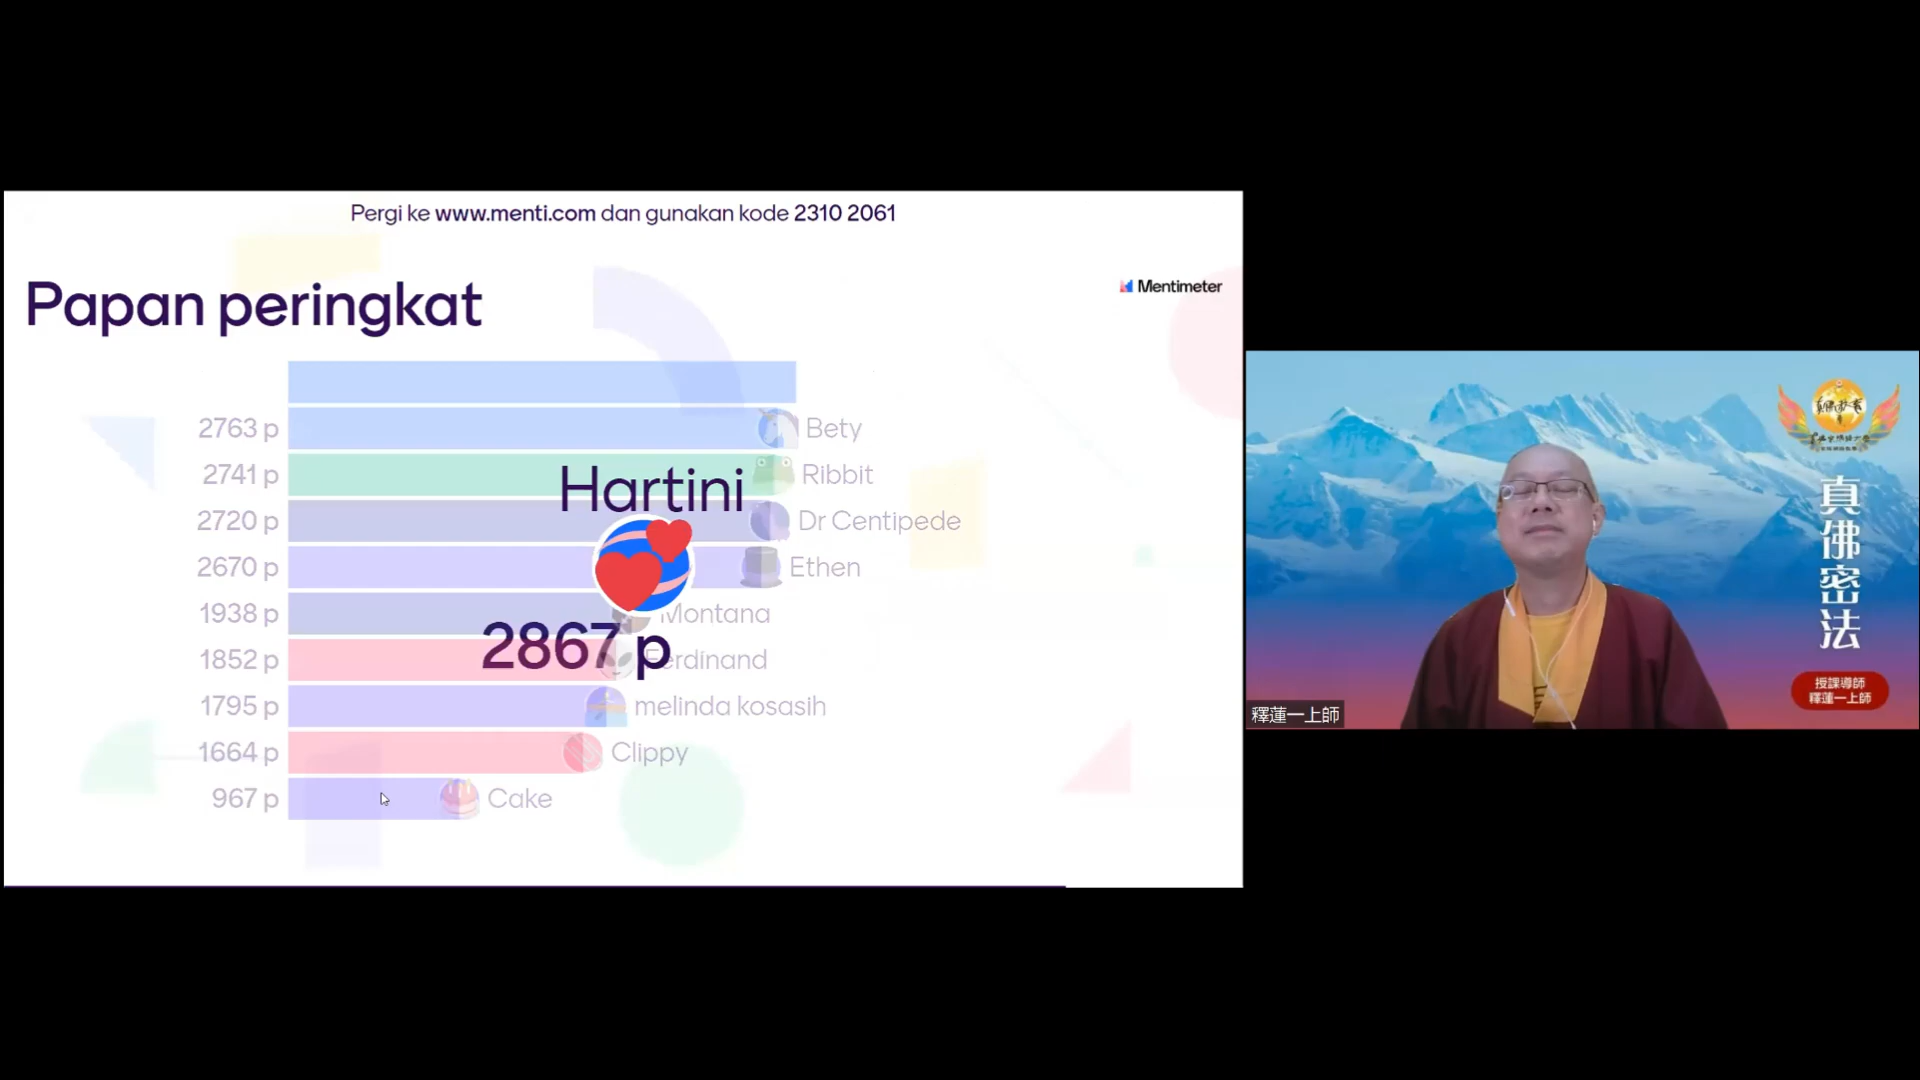 Pergi ke www.menti.com dan gunakan kode 2310 2061
Papan peringkat
Mentimeter
2763 p Bety
2741 p Ribbit
Hartini
2720 p Dr Centipede
2670 p Ethen
1938 p Montana
2867 p
1852 p Ferdinand
1795 p melinda kosasih
1664 p Clippy
967 p Cake
真佛密法
授課導師
釋蓮一上師
釋蓮一上師